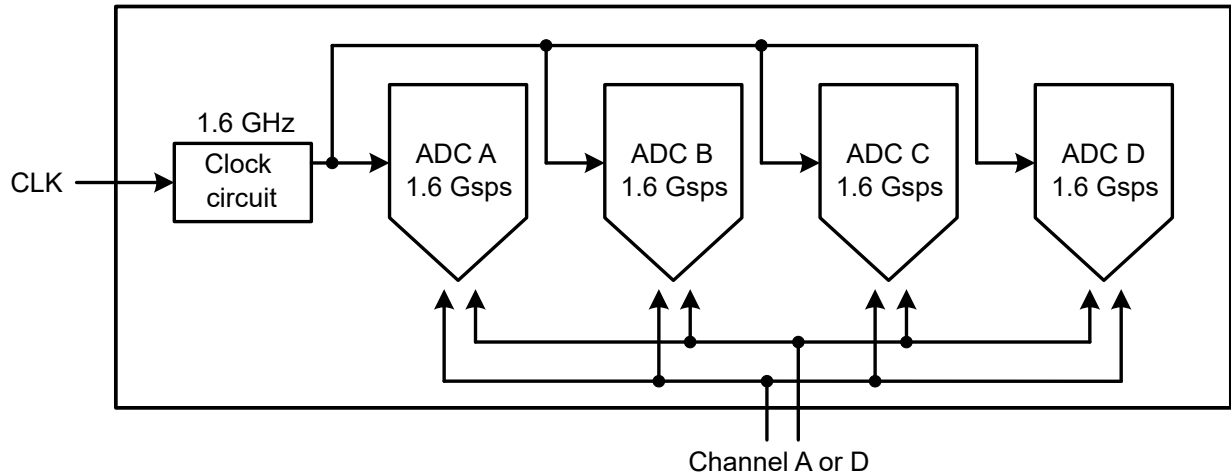 1.6 GHz
CLK
Clock
circuit
ADC A
1.6 Gsps
ADC B
1.6 Gsps
ADC C
1.6 Gsps
ADC D
1.6 Gsps
Channel A or D